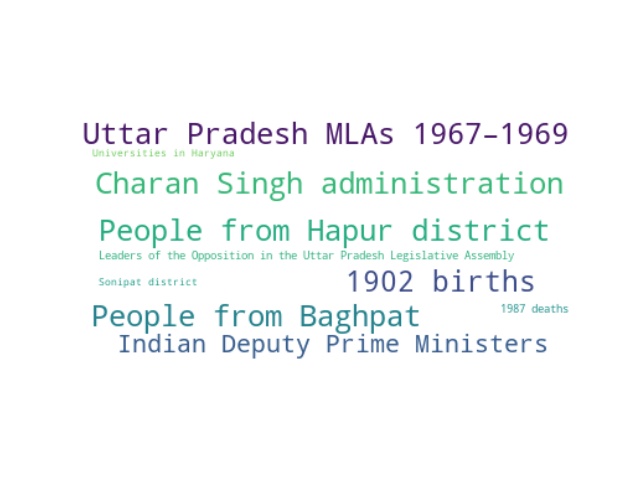 Uttar Pradesh MLAs 1967–1969
Universities in Haryana
Charan Singh administration
People from Hapur district
Leaders of the Opposition in the Uttar Pradesh Legislative Assembly
Sonipat district
1902 births
People from Baghpat
1987 deaths
Indian Deputy Prime Ministers